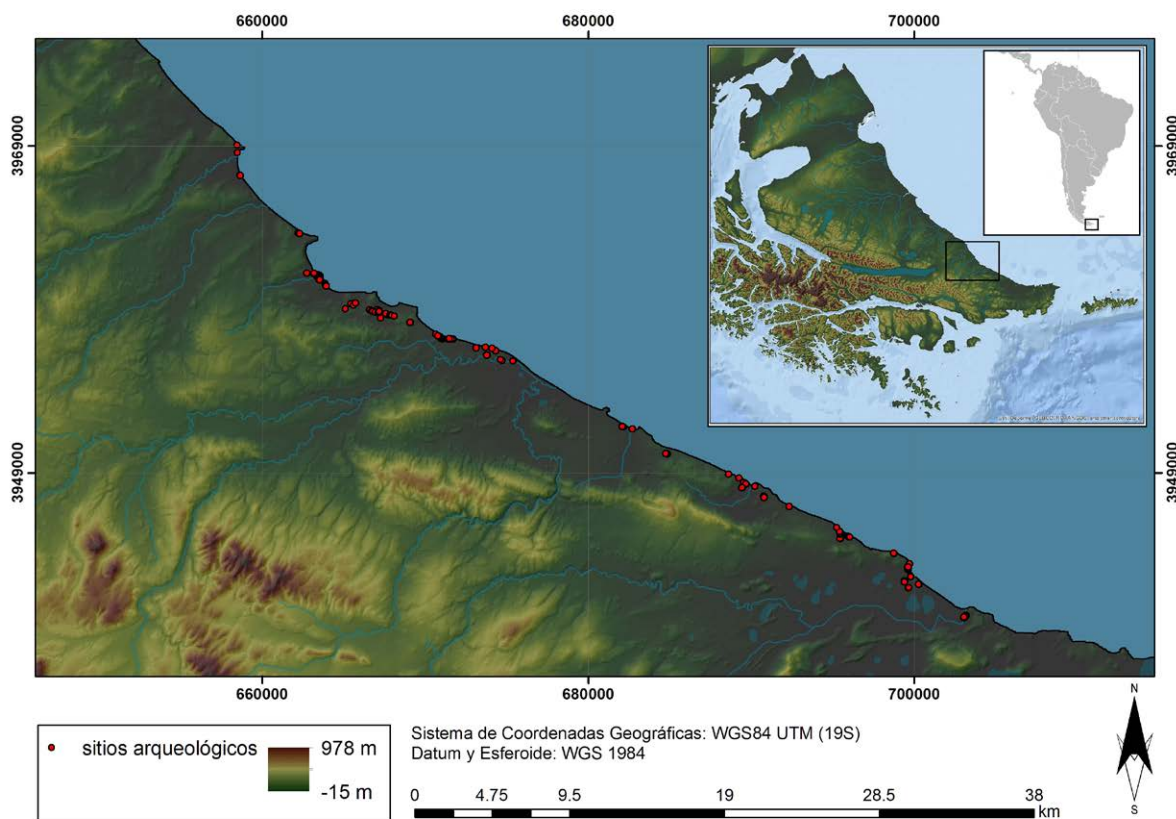 660000 680000 700000
3969000 3969000
3949000 3949000
660000 680000 700000
sitios arqueológicos
978 m
-15 m
Sistema de Coordenadas Geográficas: WGS84 UTM (19S)
Datum y Esferoide: WGS 1984
0 4.75 9.5 19 28.5 38
km
N
S